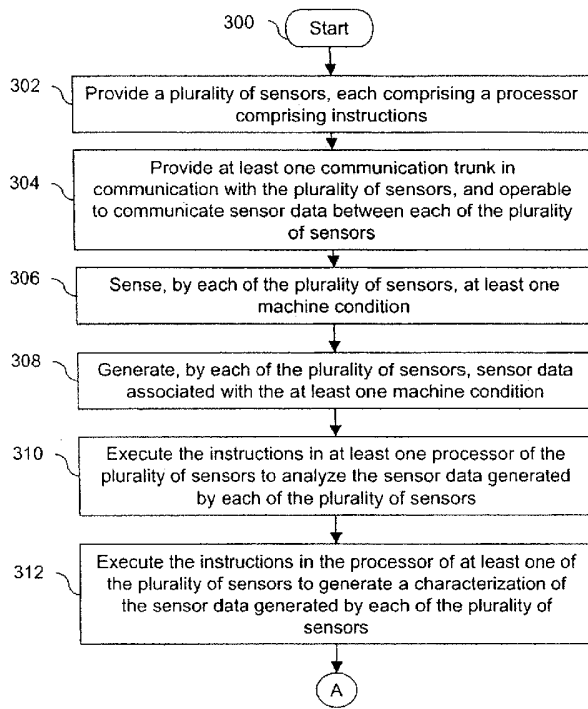 300
Start
302
Provide a plurality of sensors, each comprising a processor
comprising instructions
304
Provide at least one communication trunk in
communication with the plurality of sensors, and operable
to communicate sensor data between each of the plurality
of sensors
306
Sense, by each of the plurality of sensors, at least one
machine condition
308
Generate, by each of the plurality of sensors, sensor data
associated with the at least one machine condition
310
Execute the instructions in at least one processor of the
plurality of sensors to analyze the sensor data generated
by each of the plurality of sensors
312
Execute the instructions in the processor of at least one of
the plurality of sensors to generate a characterization of
the sensor data generated by each of the plurality of
sensors
A